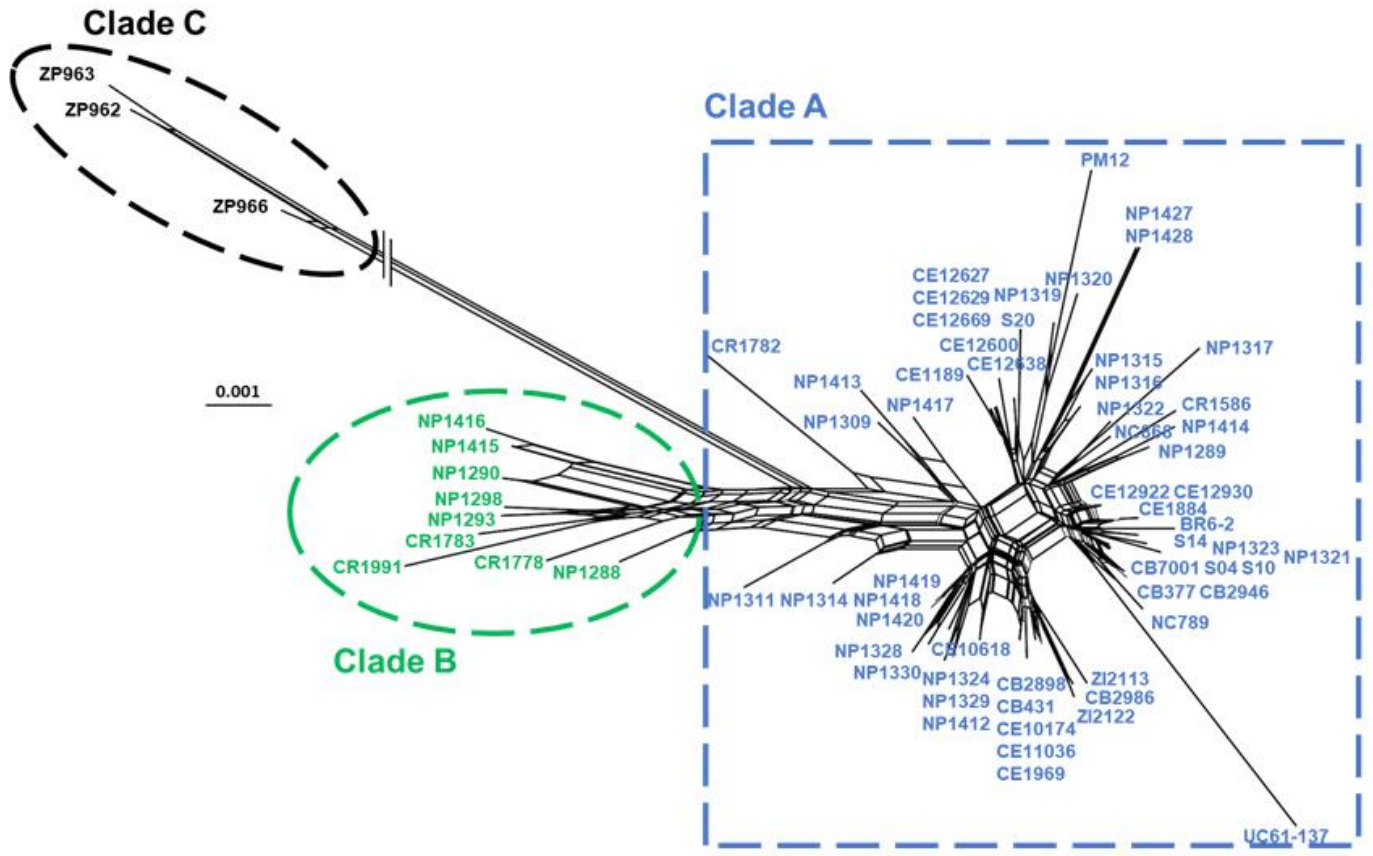 Clade C
ZP963
ZP962
ZP966
0.001
Clade A
PM12
NP1427
NP1428
CE12627
NP1320
CE12629 NP1319
CE12669 S20
CR1782
CE12600
NP1317
CE12638
NP1315
CE1189
NP1413
NP1316
NP1417
NP1322
CR1586
NP1309
NP1414
NC868
NP1289
CE12922 CE12930
CE1884
BR6-2
S14
NP1323
NP1321
CB7001 S04 S10
CB377 CB2946
NC789
NP1416
NP1415
NP1290
NP1298
NP1293
CR1783
CR1991
CR1778
NP1288
Clade B
NP1419
NP1311 NP1314 NP1418
NP1420
NP1328
CB10618
NP1330
NP1324
NP1329
NP1412
CB2898
CB431
CE10174
CE11036
CE1969
ZI2113
CB2986
ZI2122
UC61-137